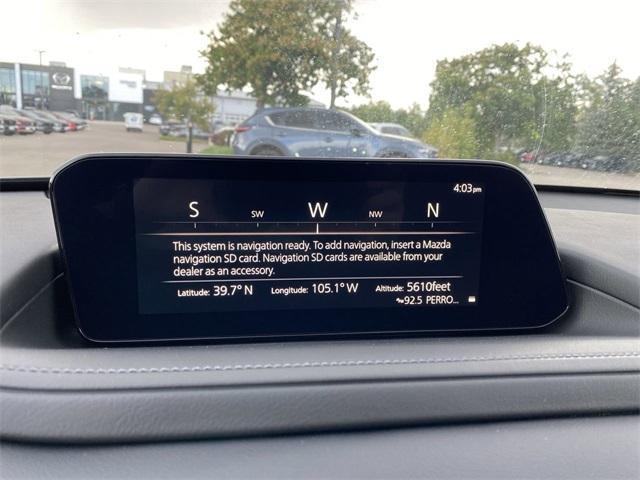 mazda
4:03pm
S SW W NW N
This system is navigation ready. To add navigation, insert a Mazda
navigation SD card. Navigation SD cards are available from your
dealer as an accessory.
Latitude: 39.7° N Longitude: 105.1° W Altitude: 5610feet
92.5 PERRO...